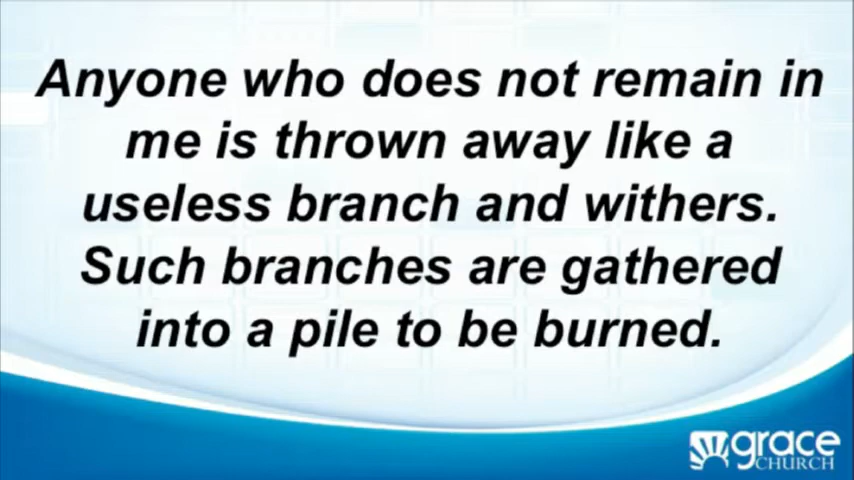 Anyone who does not remain in
me is thrown away like a
useless branch and withers.
Such branches are gathered
into a pile to be burned.
grace
CHURCH